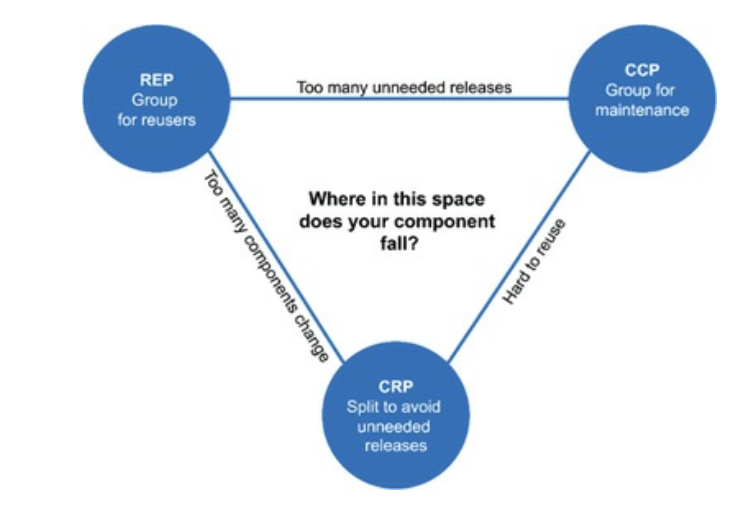 REP
Group
for reusers
Too many unneeded releases
CCP
Group for
maintenance
Too many components change
Where in this space
does your component
fall?
Hard to reuse
CRP
Split to avoid
unneeded
releases